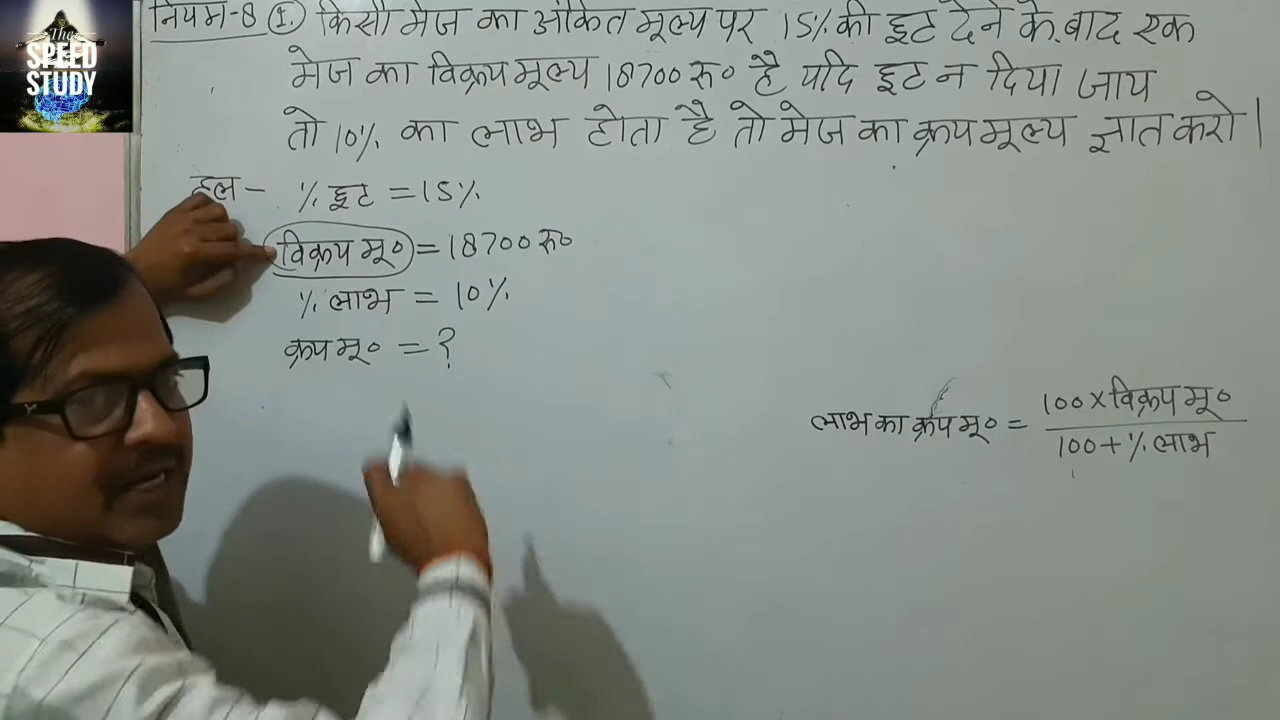 The
SPEED
STUDY
नियम-8 ① किसी मेज का अंकित मूल्य पर 15% की छूट देने के बाद एक
मेज का विक्रय मूल्य 18700 रु० है यदि छूट न दिया जाय
तो 10% का लाभ होता है तो मेज का क्रय मूल्य ज्ञात करो।
हल - % छूट = 15%
विक्रय मू० = 18700 रु०
% लाभ = 10%
क्रय मू० = ?
लाभ का क्रय मू० = 100 × विक्रय मू०
100 + % लाभ